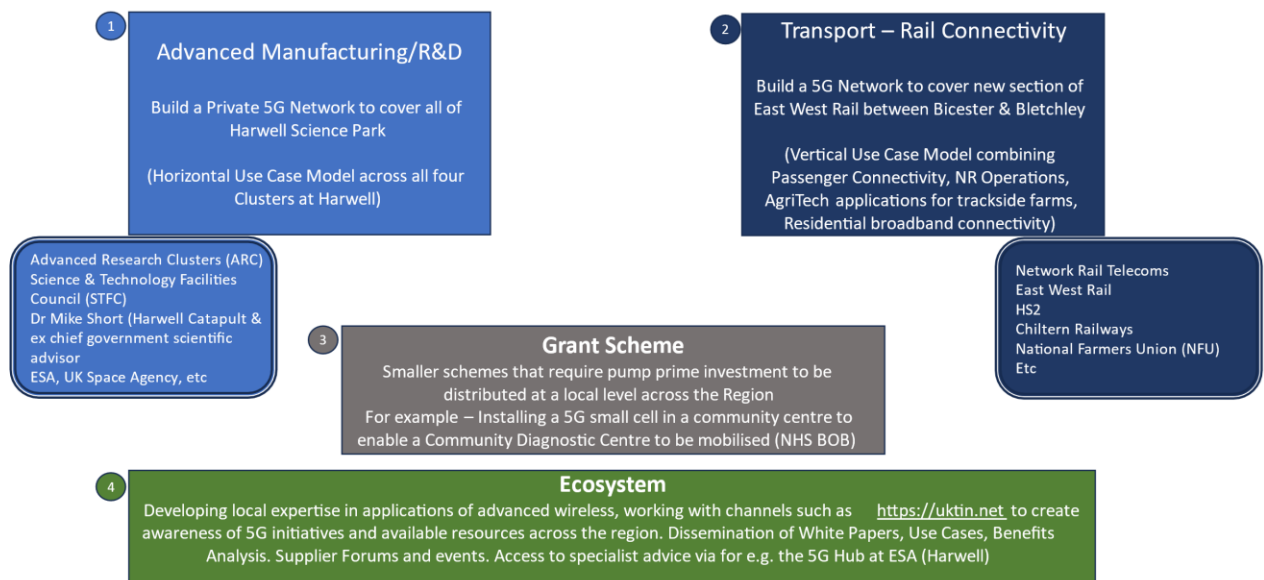 1
Advanced Manufacturing/R&D
Build a Private 5G Network to cover all of
Harwell Science Park
(Horizontal Use Case Model across all four
Clusters at Harwell)
Advanced Research Clusters (ARC)
Science & Technology Facilities
Council (STFC)
Dr Mike Short (Harwell Catapult &
ex chief government scientific
advisor
ESA, UK Space Agency, etc
2
Transport – Rail Connectivity
Build a 5G Network to cover new section of
East West Rail between Bicester & Bletchley
(Vertical Use Case Model combining
Passenger Connectivity, NR Operations,
AgriTech applications for trackside farms,
Residential broadband connectivity)
Network Rail Telecoms
East West Rail
HS2
Chiltern Railways
National Farmers Union (NFU)
Etc
3
Grant Scheme
Smaller schemes that require pump prime investment to be
distributed at a local level across the Region
For example – Installing a 5G small cell in a community centre to
enable a Community Diagnostic Centre to be mobilised (NHS BOB)
4
Ecosystem
Developing local expertise in applications of advanced wireless, working with channels such as https://uktin.net to create
awareness of 5G initiatives and available resources across the region. Dissemination of White Papers, Use Cases, Benefits
Analysis. Supplier Forums and events. Access to specialist advice via for e.g. the 5G Hub at ESA (Harwell)